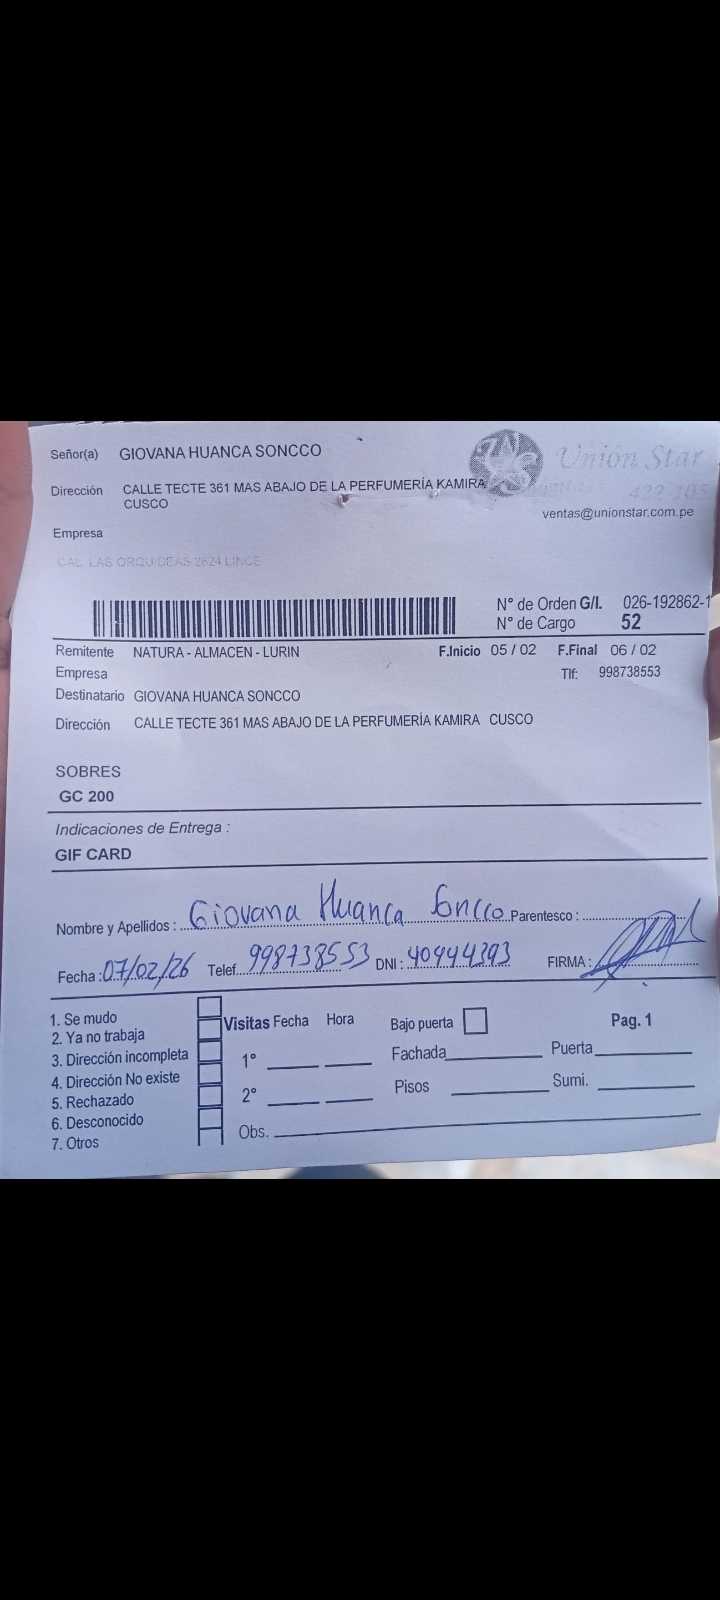 Señor(a) GIOVANA HUANCA SONCCO
Unión Star
Dirección CALLE TECTE 361 MAS ABAJO DE LA PERFUMERÍA KAMIRA
CUSCO
ventas@unionstar.com.pe
Empresa
CAL. LAS ORQUIDEAS 2624 LINCE
N° de Orden G/I. 026-192862-1
N° de Cargo 52
Remitente NATURA - ALMACEN - LURIN F.Inicio 05 / 02 F.Final 06 / 02
Empresa Tlf: 998738553
Destinatario GIOVANA HUANCA SONCCO
Dirección CALLE TECTE 361 MAS ABAJO DE LA PERFUMERÍA KAMIRA CUSCO
SOBRES
GC 200
Indicaciones de Entrega :
GIF CARD
Nombre y Apellidos : Giovana Huanca Soncco Parentesco :
Fecha : 07/02/26 Telef. 998738553 DNI : 40444393 FIRMA :
1. Se mudo
2. Ya no trabaja
3. Dirección incompleta
4. Dirección No existe
5. Rechazado
6. Desconocido
7. Otros
Visitas Fecha Hora Bajo puerta Pag. 1
1° Fachada Puerta
2° Pisos Sumi.
Obs.